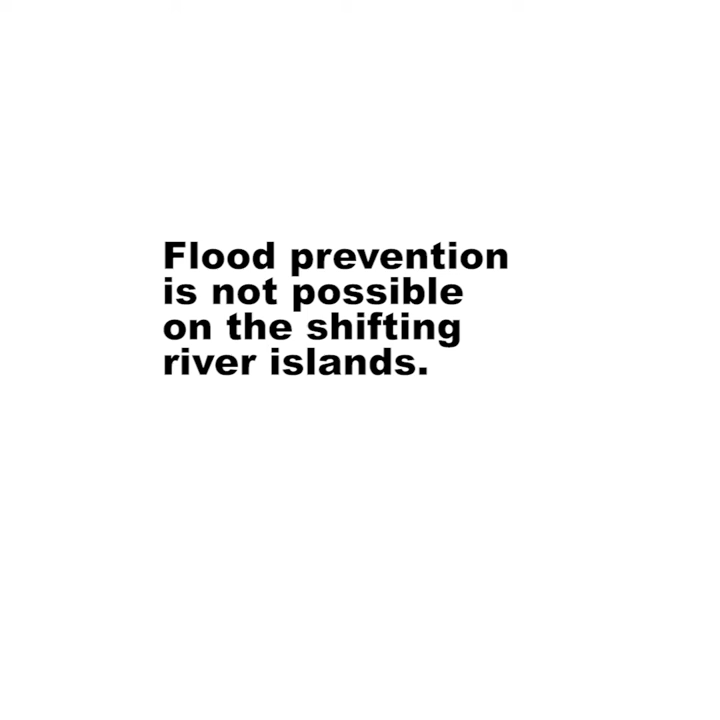 Flood prevention
is not possible
on the shifting
river islands.